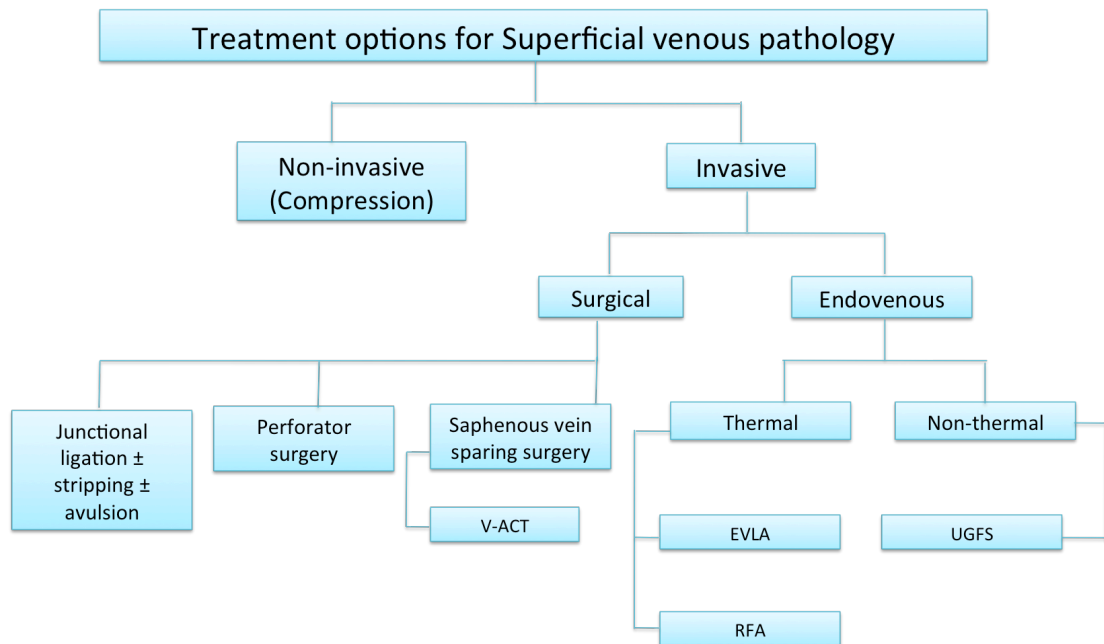 Treatment options for Superficial venous pathology
Non-invasive
(Compression)
Invasive
Surgical
Endovenous
Junctional
ligation ±
stripping ±
avulsion
Perforator
surgery
Saphenous vein
sparing surgery
Thermal
Non-thermal
V-ACT
EVLA
UGFS
RFA